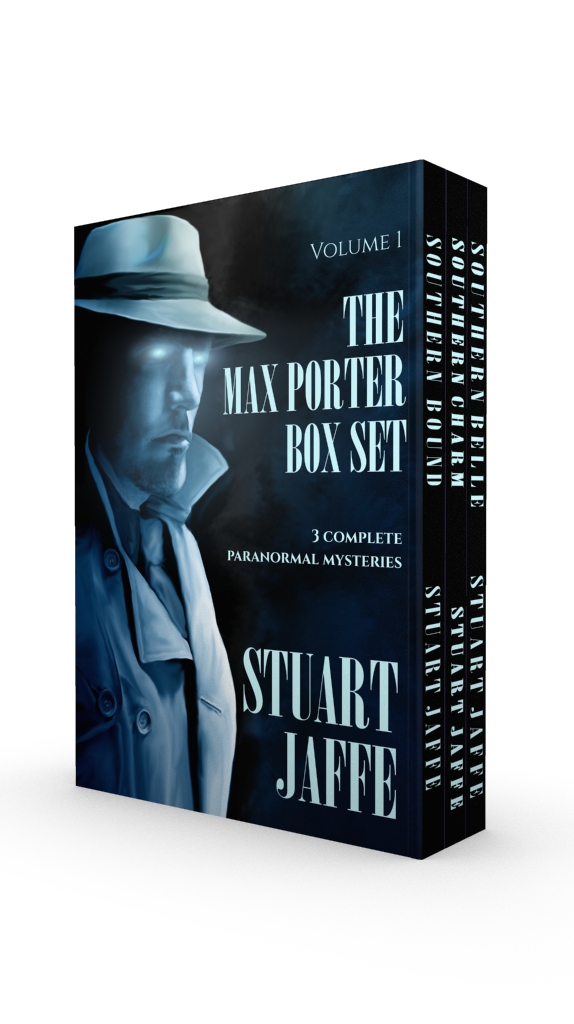 VOLUME 1
THE
MAX PORTER
BOX SET
3 COMPLETE
PARANORMAL MYSTERIES
STUART
JAFFE
SOUTHERN BOUND STUART JAFFE
SOUTHERN CHARM STUART JAFFE
SOUTHERN BELLE STUART JAFFE